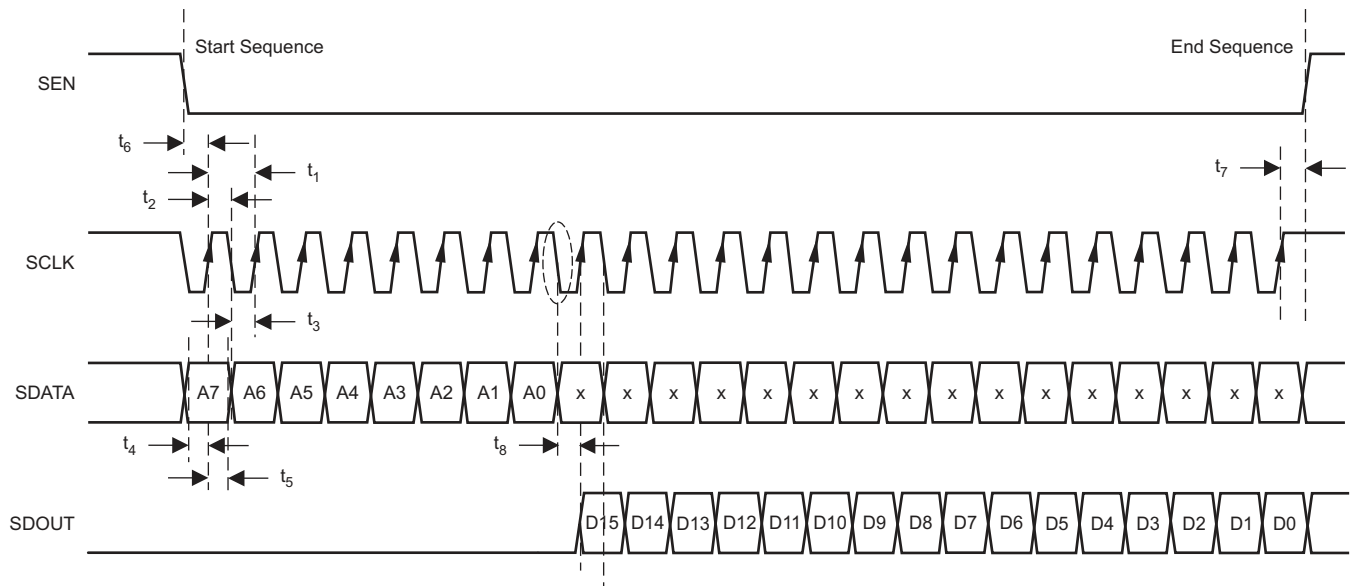 Start Sequence End Sequence
SEN
t6
t1
t7
t2
SCLK
t3
SDATA A7 A6 A5 A4 A3 A2 A1 A0 x x x x x x x x x x x x x x x x
t4 t8
t5
SDOUT D15 D14 D13 D12 D11 D10 D9 D8 D7 D6 D5 D4 D3 D2 D1 D0